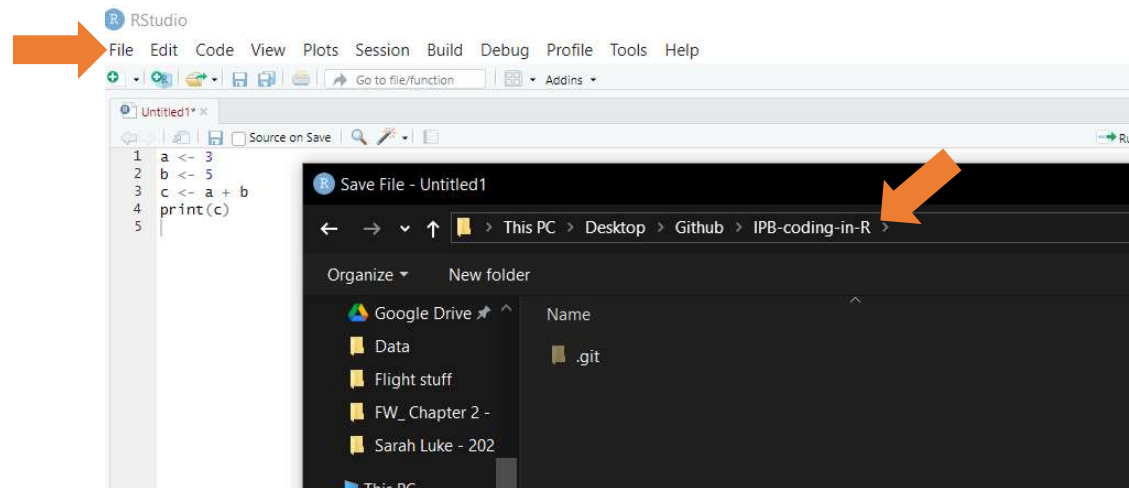 RStudio
File Edit Code View Plots Session Build Debug Profile Tools Help
Go to file/function Addins
Untitled1* ×
Source on Save
1 a <- 3
2 b <- 5
3 c <- a + b
4 print(c)
5
Save File - Untitled1
This PC > Desktop > Github > IPB-coding-in-R >
Organize New folder
Google Drive
Name
Data
.git
Flight stuff
FW_ Chapter 2 -
Sarah Luke - 202
This PC